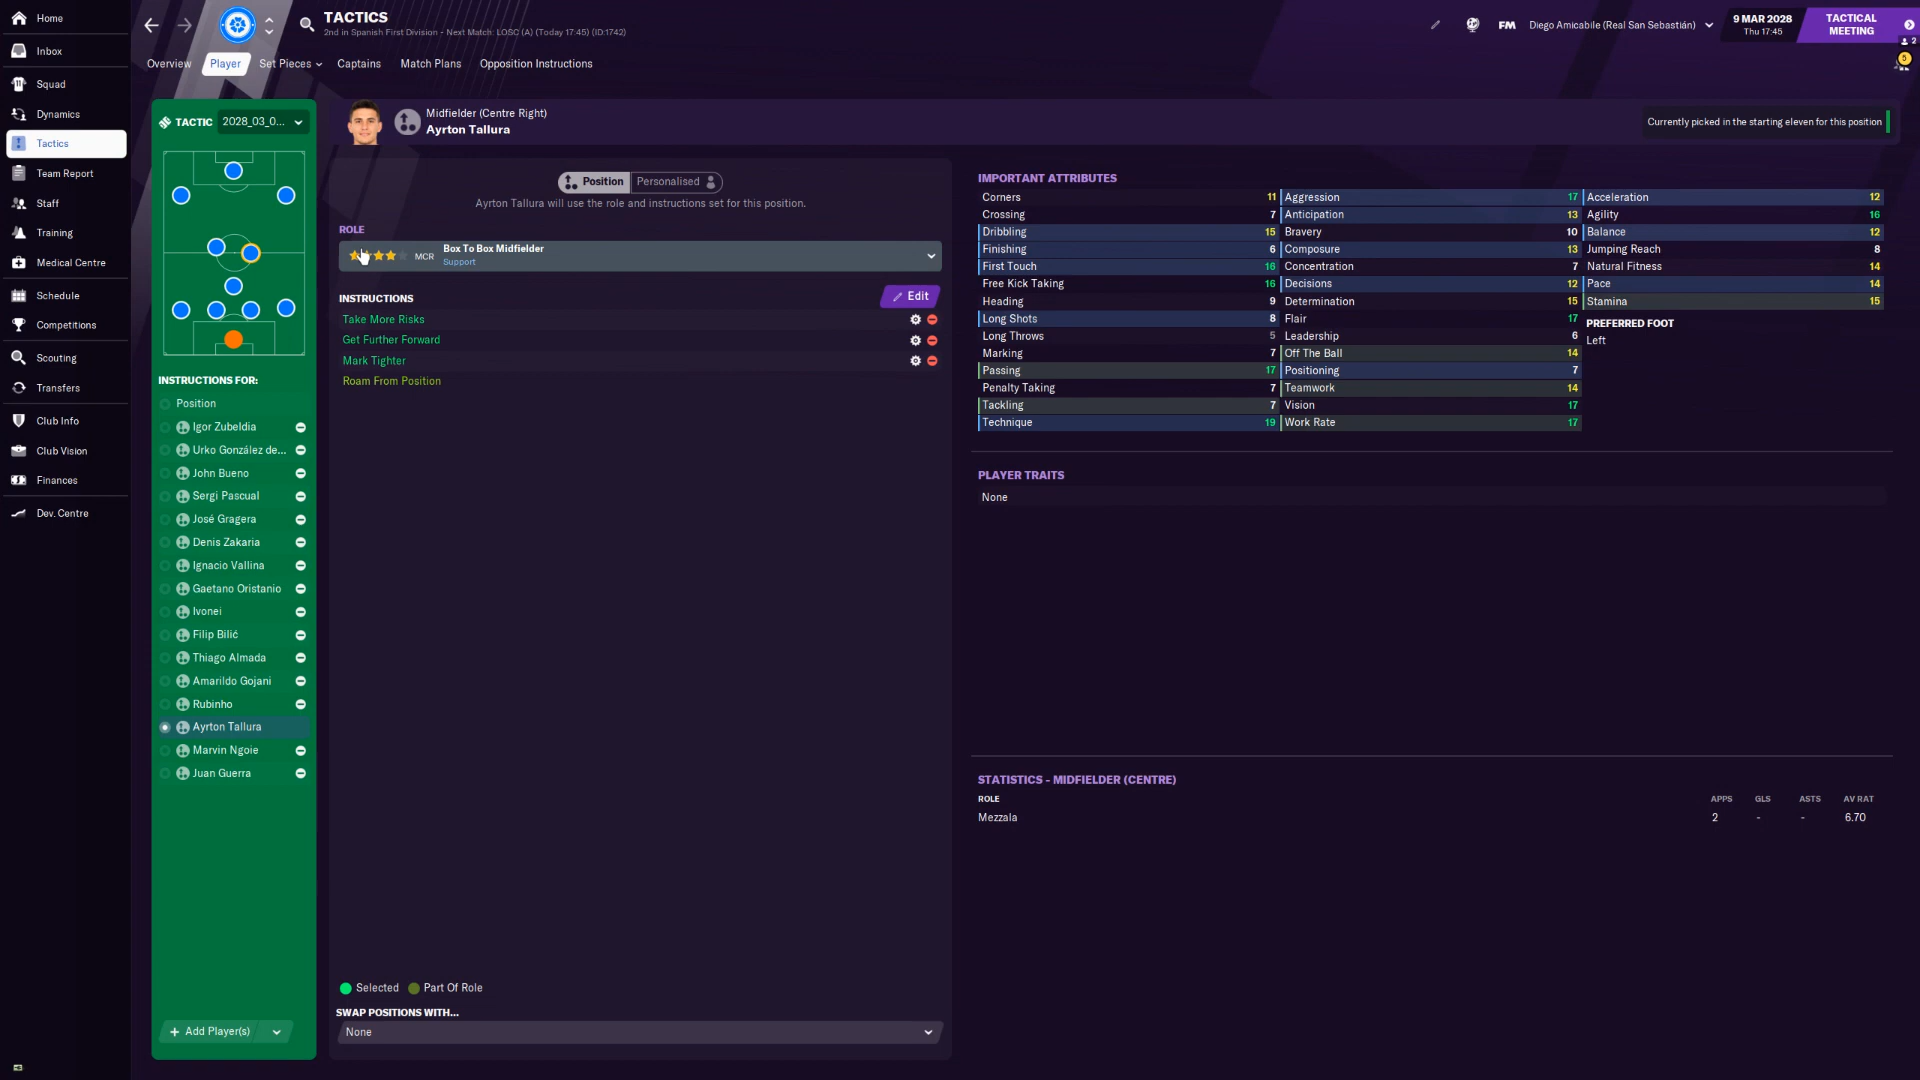 Home
Inbox
Squad
Dynamics
Tactics
Team Report
Staff
Training
Medical Centre
Schedule
Competitions
Scouting
Transfers
Club Info
Club Vision
Finances
Dev. Centre
TACTICS
2nd in Spanish First Division - Next Match: LOSC (A) (Today 17:45) (ID:1742)
FM
Diego Amicabile (Real San Sebastián)
9 MAR 2028
Thu 17:45
TACTICAL
MEETING
2
5
Overview
Player
Set Pieces
Captains
Match Plans
Opposition Instructions
TACTIC
2028_03_0...
INSTRUCTIONS FOR:
Position
Igor Zubeldia
Urko González de...
John Bueno
Sergi Pascual
José Gragera
Denis Zakaria
Ignacio Vallina
Gaetano Oristanio
Ivonei
Filip Bilić
Thiago Almada
Amarildo Gojani
Rubinho
Ayrton Tallura
Marvin Ngoie
Juan Guerra
Add Player(s)
Midfielder (Centre Right)
Ayrton Tallura
Currently picked in the starting eleven for this position
Position
Personalised
Ayrton Tallura will use the role and instructions set for this position.
ROLE
MCR
Box To Box Midfielder
Support
INSTRUCTIONS
Edit
Take More Risks
Get Further Forward
Mark Tighter
Roam From Position
Selected
Part Of Role
SWAP POSITIONS WITH...
None
IMPORTANT ATTRIBUTES
Corners 11
Crossing 7
Dribbling 15
Finishing 6
First Touch 16
Free Kick Taking 16
Heading 9
Long Shots 8
Long Throws 5
Marking 7
Passing 17
Penalty Taking 7
Tackling 7
Technique 19
Aggression 17
Anticipation 13
Bravery 10
Composure 13
Concentration 7
Decisions 12
Determination 15
Flair 17
Leadership 6
Off The Ball 14
Positioning 7
Teamwork 14
Vision 17
Work Rate 17
Acceleration 12
Agility 16
Balance 12
Jumping Reach 8
Natural Fitness 14
Pace 14
Stamina 15
PREFERRED FOOT
Left
PLAYER TRAITS
None
STATISTICS - MIDFIELDER (CENTRE)
ROLE APPS GLS ASTS AV RAT
Mezzala 2 - - 6.70